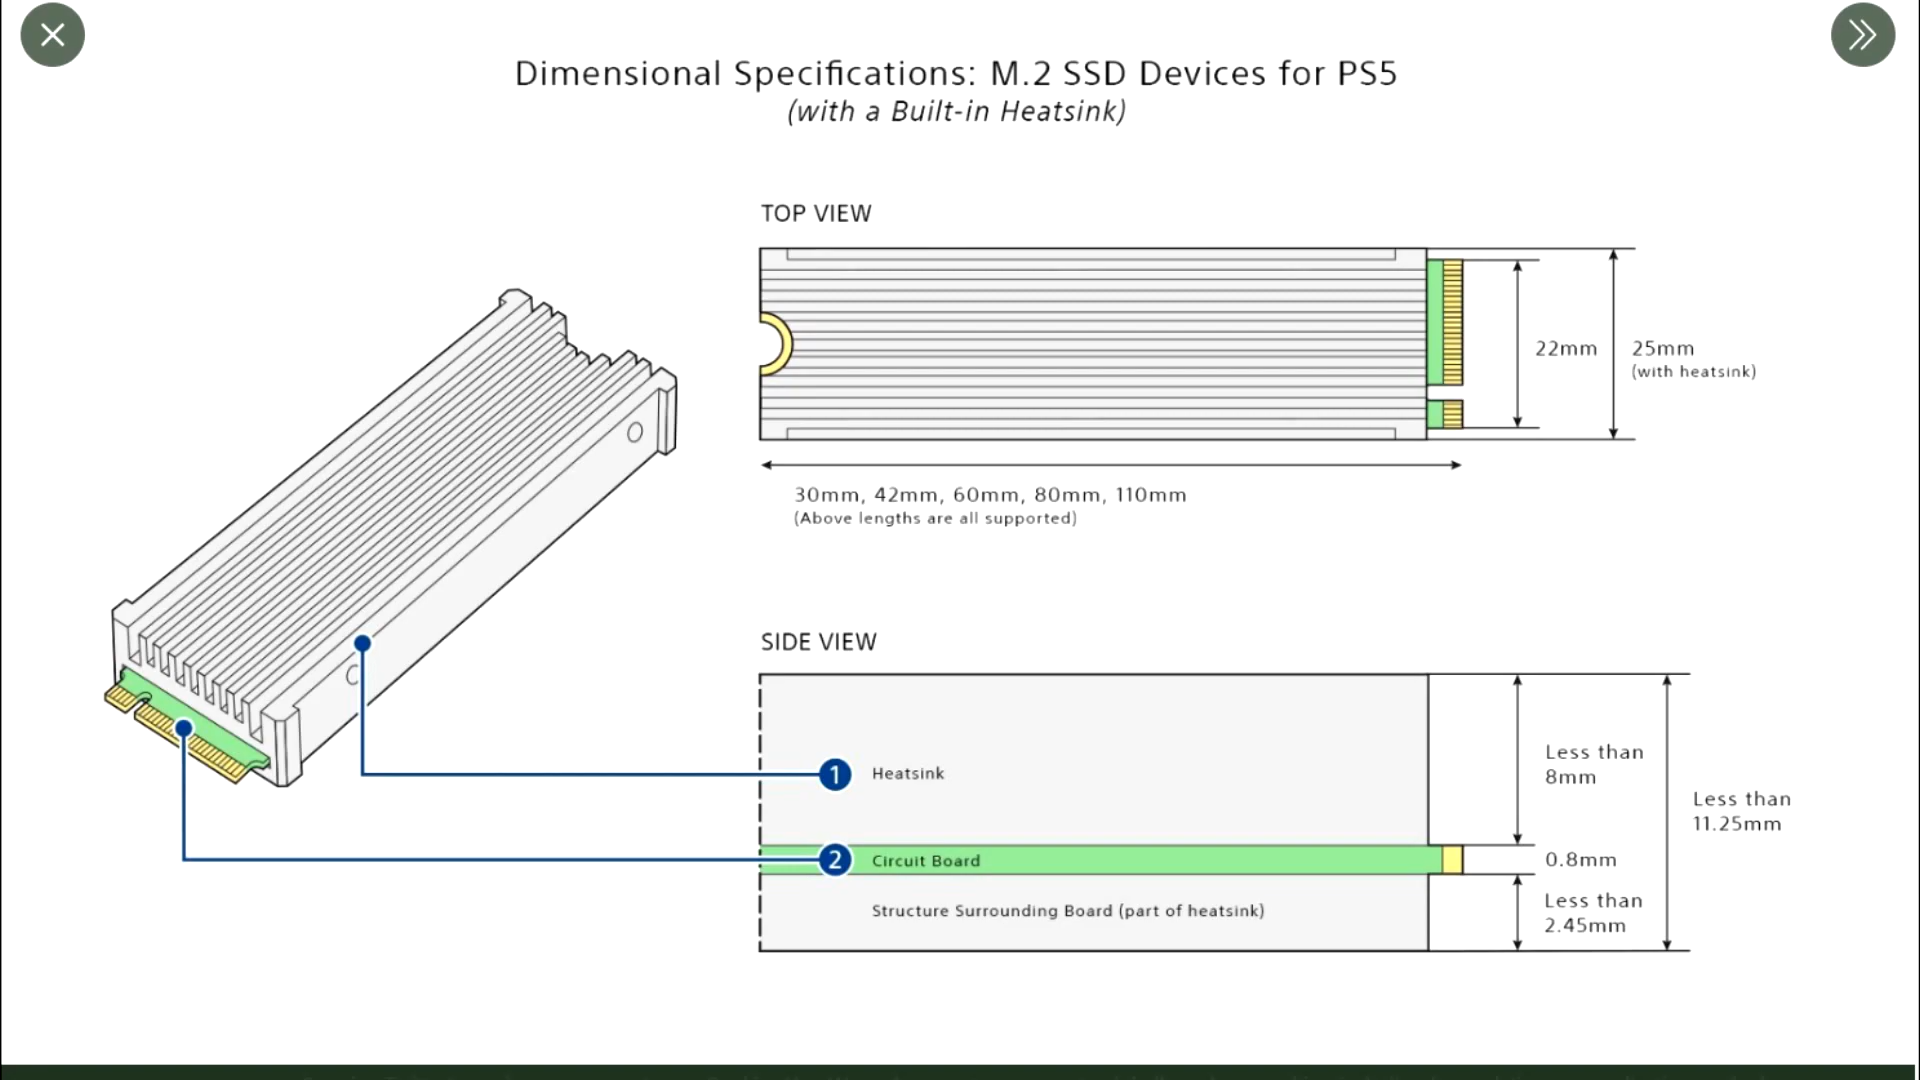 Dimensional Specifications: M.2 SSD Devices for PS5
(with a Built-in Heatsink)
TOP VIEW
22mm
25mm
(with heatsink)
30mm, 42mm, 60mm, 80mm, 110mm
(Above lengths are all supported)
SIDE VIEW
Less than
8mm
1 Heatsink
Less than
11.25mm
2 Circuit Board
0.8mm
Less than
2.45mm
Structure Surrounding Board (part of heatsink)